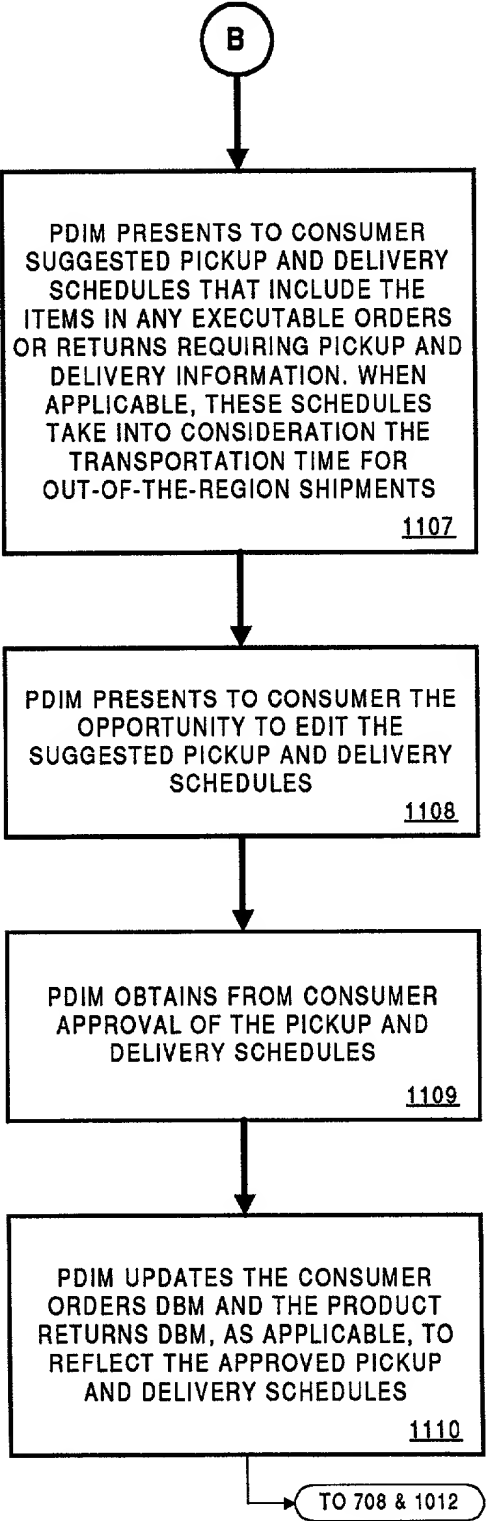 B
PDIM PRESENTS TO CONSUMER
SUGGESTED PICKUP AND DELIVERY
SCHEDULES THAT INCLUDE THE
ITEMS IN ANY EXECUTABLE ORDERS
OR RETURNS REQUIRING PICKUP AND
DELIVERY INFORMATION. WHEN
APPLICABLE, THESE SCHEDULES
TAKE INTO CONSIDERATION THE
TRANSPORTATION TIME FOR
OUT-OF-THE-REGION SHIPMENTS
1107
PDIM PRESENTS TO CONSUMER THE
OPPORTUNITY TO EDIT THE
SUGGESTED PICKUP AND DELIVERY
SCHEDULES
1108
PDIM OBTAINS FROM CONSUMER
APPROVAL OF THE PICKUP AND
DELIVERY SCHEDULES
1109
PDIM UPDATES THE CONSUMER
ORDERS DBM AND THE PRODUCT
RETURNS DBM, AS APPLICABLE, TO
REFLECT THE APPROVED PICKUP
AND DELIVERY SCHEDULES
1110
TO 708 & 1012